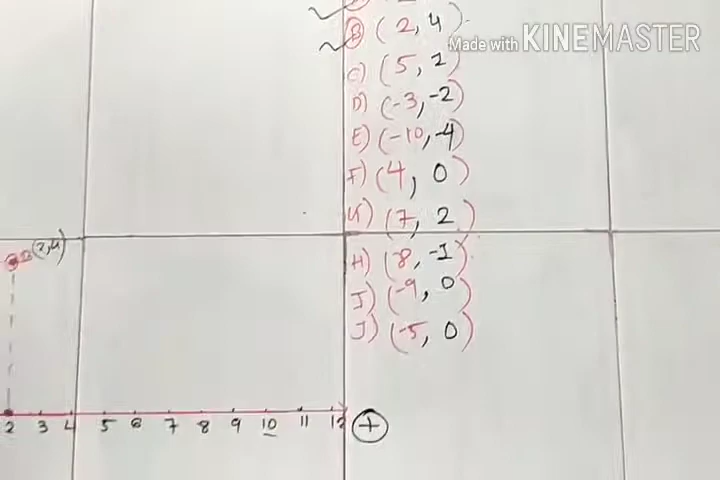 B) (2, 4)
Made with KINEMASTER
C) (5, 2)
D) (-3, -2)
E) (-10, -4)
F) (4, 0)
(7, 2)
B(2,4)
H) (8, -1)
I) (-9, 0)
J) (-5, 0)
2 3 4 5 6 7 8 9 10 11 12 +